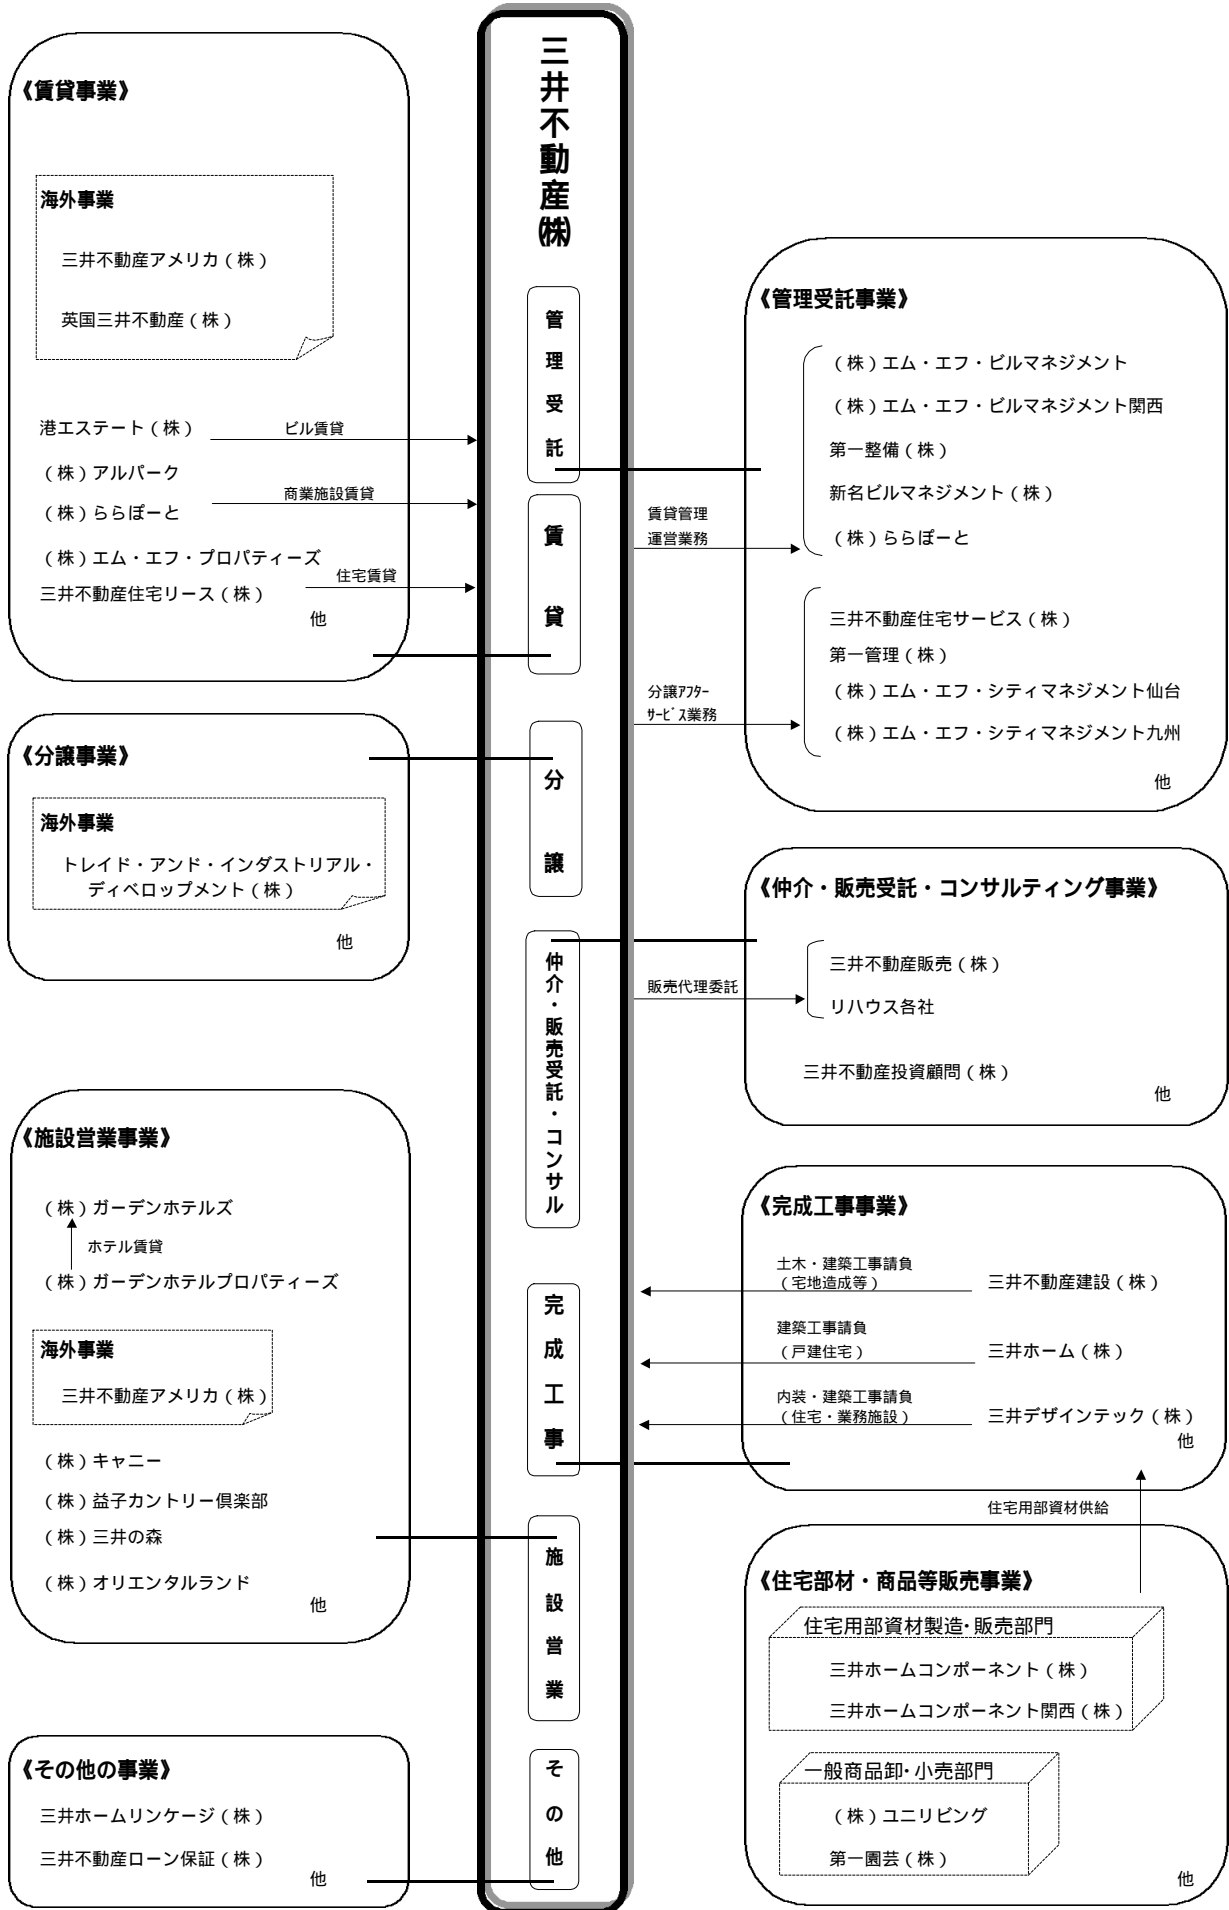 三井不動産㈱
管理受託
賃貸
分譲
仲介・販売受託・コンサル
完成工事
施設営業
その他
《賃貸事業》
海外事業
三井不動産アメリカ（株）
英国三井不動産（株）
港エステート（株）
ビル賃貸
（株）アルパーク
商業施設賃貸
（株）ららぽーと
（株）エム・エフ・プロパティーズ
住宅賃貸
三井不動産住宅リース（株）
他
《分譲事業》
海外事業
トレイド・アンド・インダストリアル・
ディベロップメント（株）
他
《施設営業事業》
（株）ガーデンホテルズ
ホテル賃貸
（株）ガーデンホテルプロパティーズ
海外事業
三井不動産アメリカ（株）
（株）キャニー
（株）益子カントリー倶楽部
（株）三井の森
（株）オリエンタルランド
他
《その他の事業》
三井ホームリンケージ（株）
三井不動産ローン保証（株）
他
《管理受託事業》
（株）エム・エフ・ビルマネジメント
（株）エム・エフ・ビルマネジメント関西
第一整備（株）
新名ビルマネジメント（株）
（株）ららぽーと
賃貸管理
運営業務
三井不動産住宅サービス（株）
第一管理（株）
（株）エム・エフ・シティマネジメント仙台
（株）エム・エフ・シティマネジメント九州
分譲ｱﾌﾀｰ
ｻｰﾋﾞｽ業務
他
《仲介・販売受託・コンサルティング事業》
三井不動産販売（株）
販売代理委託
リハウス各社
三井不動産投資顧問（株）
他
《完成工事事業》
土木・建築工事請負
（宅地造成等）
三井不動産建設（株）
建築工事請負
（戸建住宅）
三井ホーム（株）
内装・建築工事請負
（住宅・業務施設）
三井デザインテック（株）
他
住宅用部資材供給
《住宅部材・商品等販売事業》
住宅用部資材製造・販売部門
三井ホームコンポーネント（株）
三井ホームコンポーネント関西（株）
一般商品卸・小売部門
（株）ユニリビング
第一園芸（株）
他